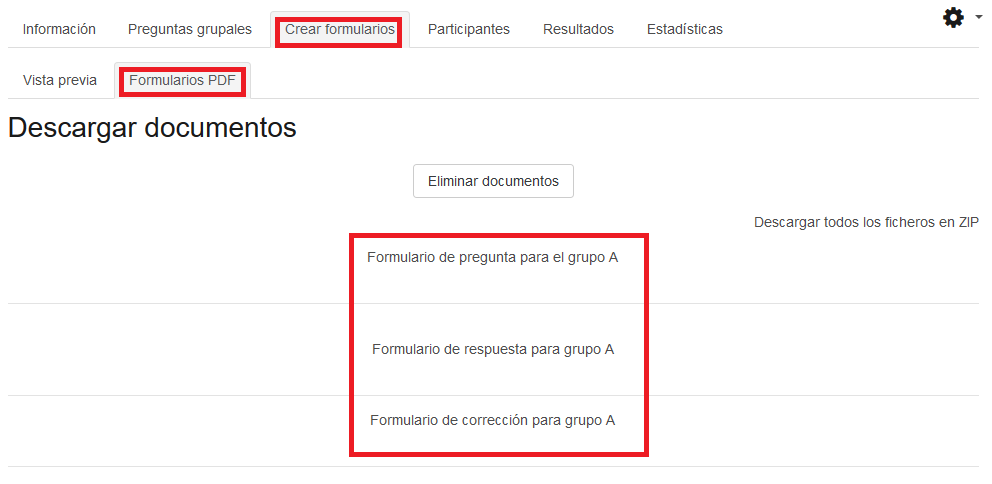 Información Preguntas grupales Crear formularios Participantes Resultados Estadísticas
Vista previa Formularios PDF
Descargar documentos
Eliminar documentos
Descargar todos los ficheros en ZIP
Formulario de pregunta para el grupo A
Formulario de respuesta para grupo A
Formulario de corrección para grupo A